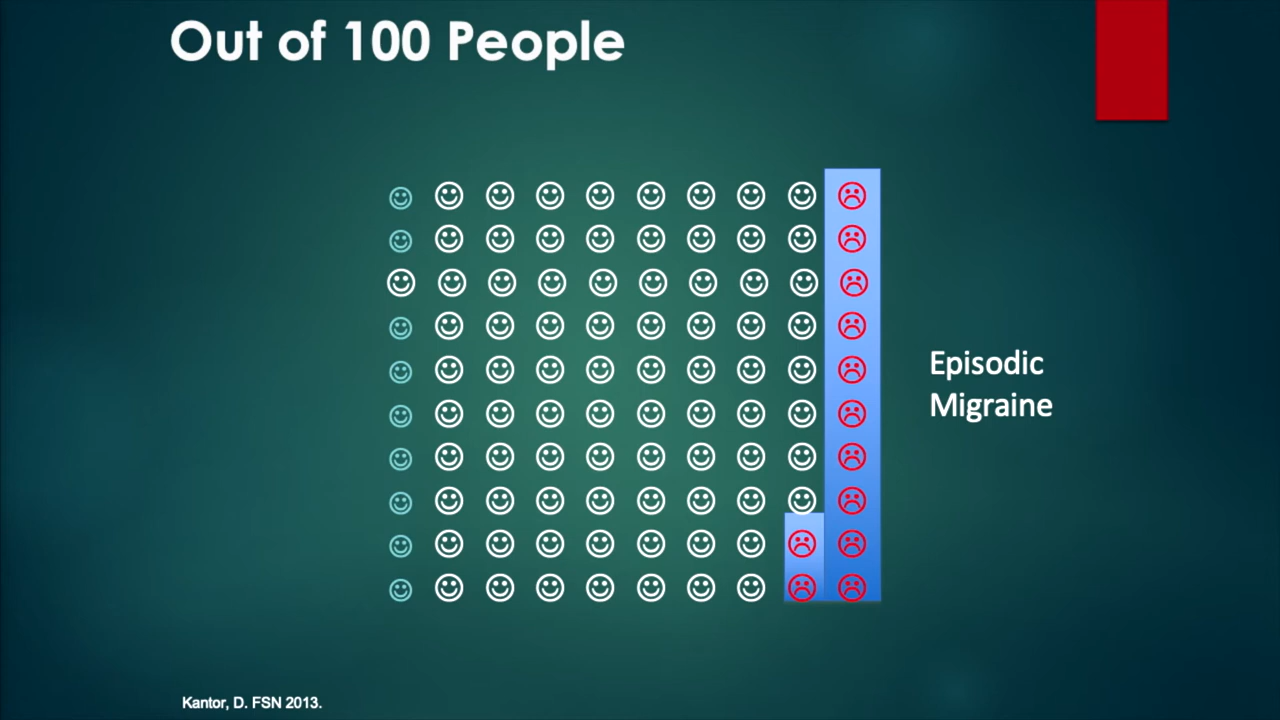 Out of 100 People
Episodic
Migraine
Kantor, D. FSN 2013.